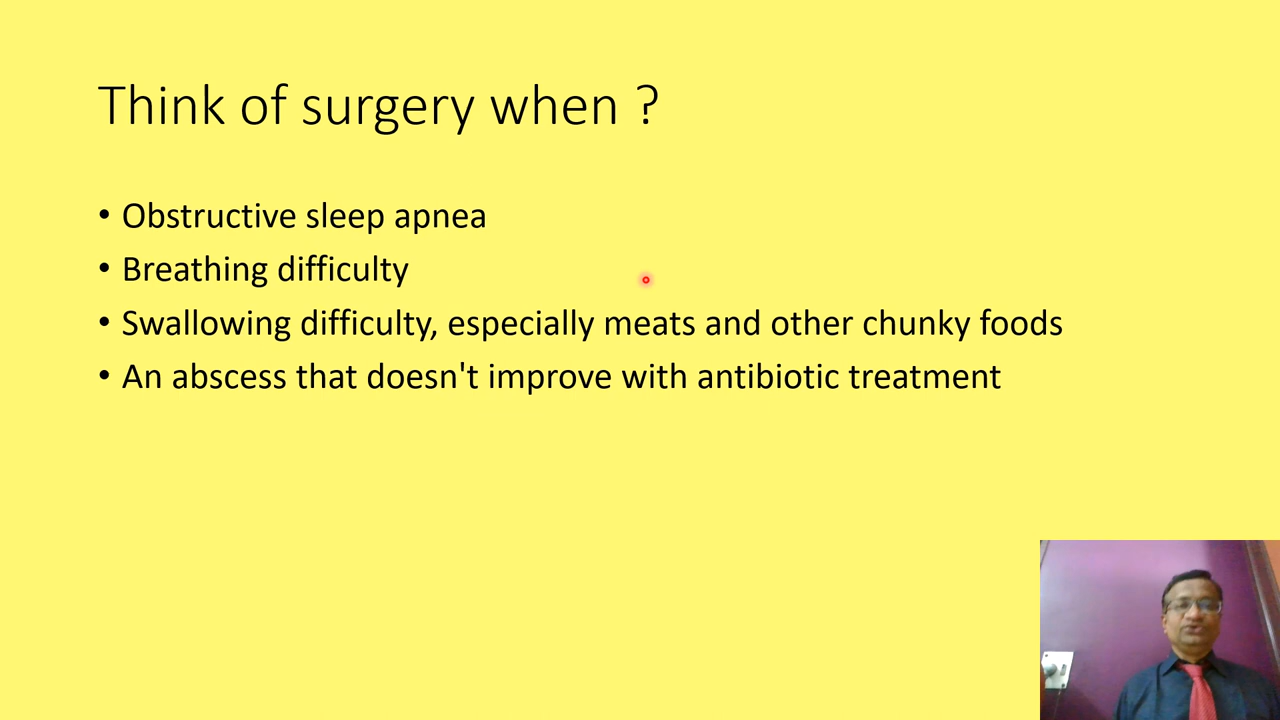 Think of surgery when ?
• Obstructive sleep apnea
• Breathing difficulty
• Swallowing difficulty, especially meats and other chunky foods
• An abscess that doesn't improve with antibiotic treatment